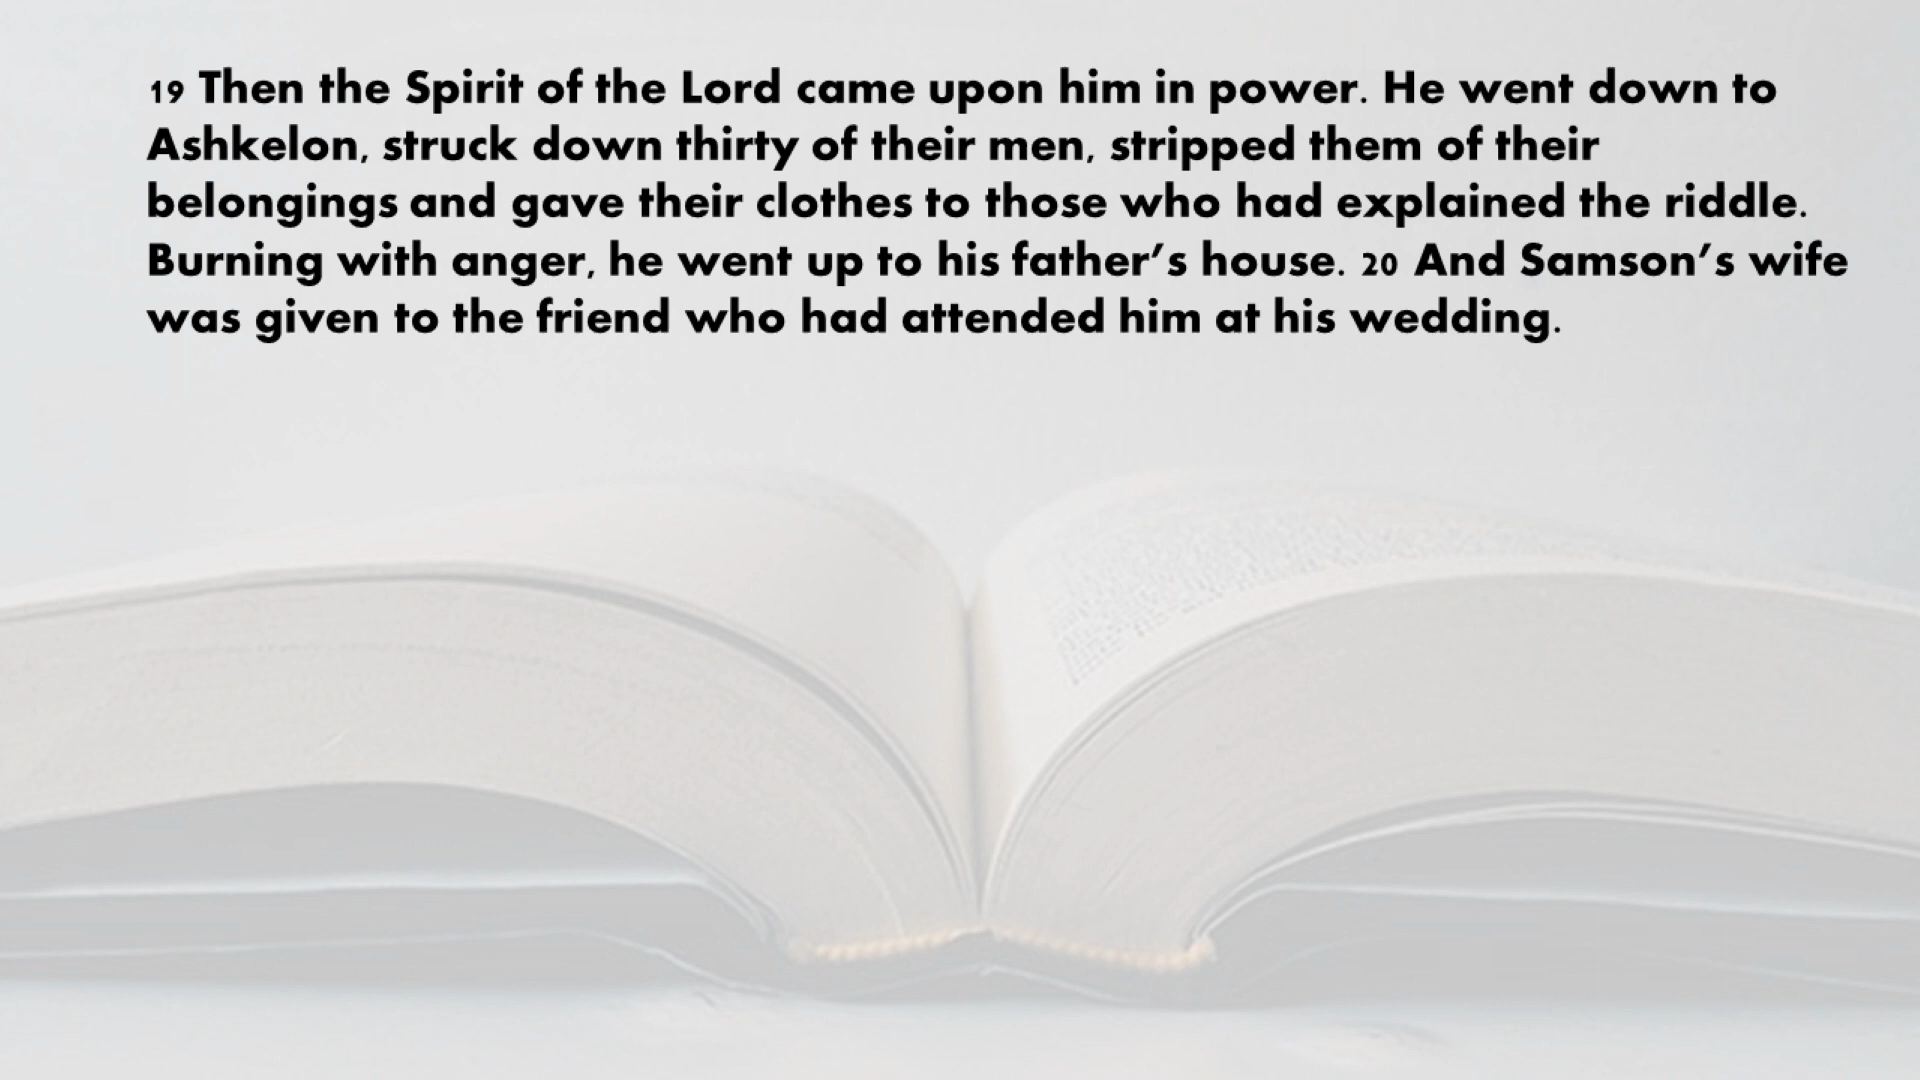 19 Then the Spirit of the Lord came upon him in power. He went down to
Ashkelon, struck down thirty of their men, stripped them of their
belongings and gave their clothes to those who had explained the riddle.
Burning with anger, he went up to his father’s house. 20 And Samson’s wife
was given to the friend who had attended him at his wedding.